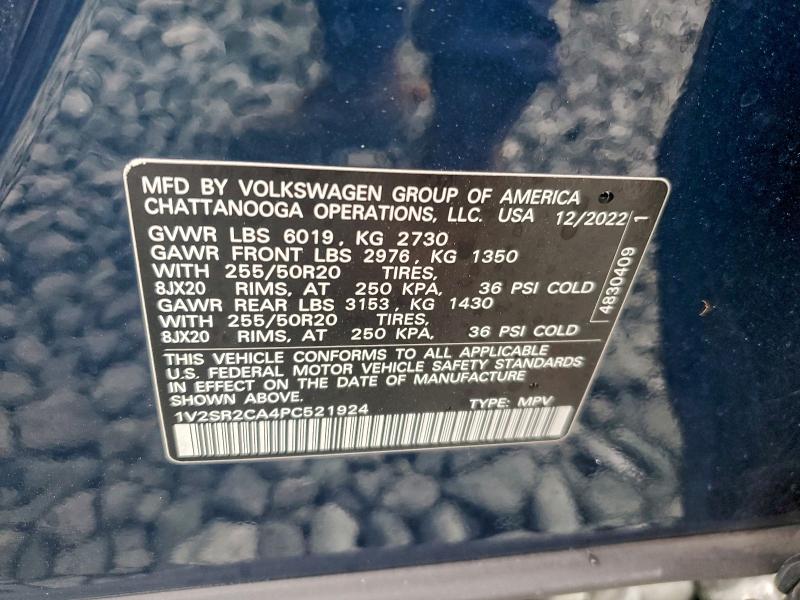 MFD BY VOLKSWAGEN GROUP OF AMERICA
CHATTANOOGA OPERATIONS, LLC. USA 12/2022
GVWR LBS 6019, KG 2730
GAWR FRONT LBS 2976, KG 1350
WITH 255/50R20 TIRES,
8JX20 RIMS, AT 250 KPA, 36 PSI COLD
GAWR REAR LBS 3153, KG 1430
WITH 255/50R20 TIRES,
8JX20 RIMS, AT 250 KPA, 36 PSI COLD
THIS VEHICLE CONFORMS TO ALL APPLICABLE
U.S. FEDERAL MOTOR VEHICLE SAFETY STANDARDS
IN EFFECT ON THE DATE OF MANUFACTURE
SHOWN ABOVE.
1V2SR2CA4PC521924 TYPE: MPV
4830409 1